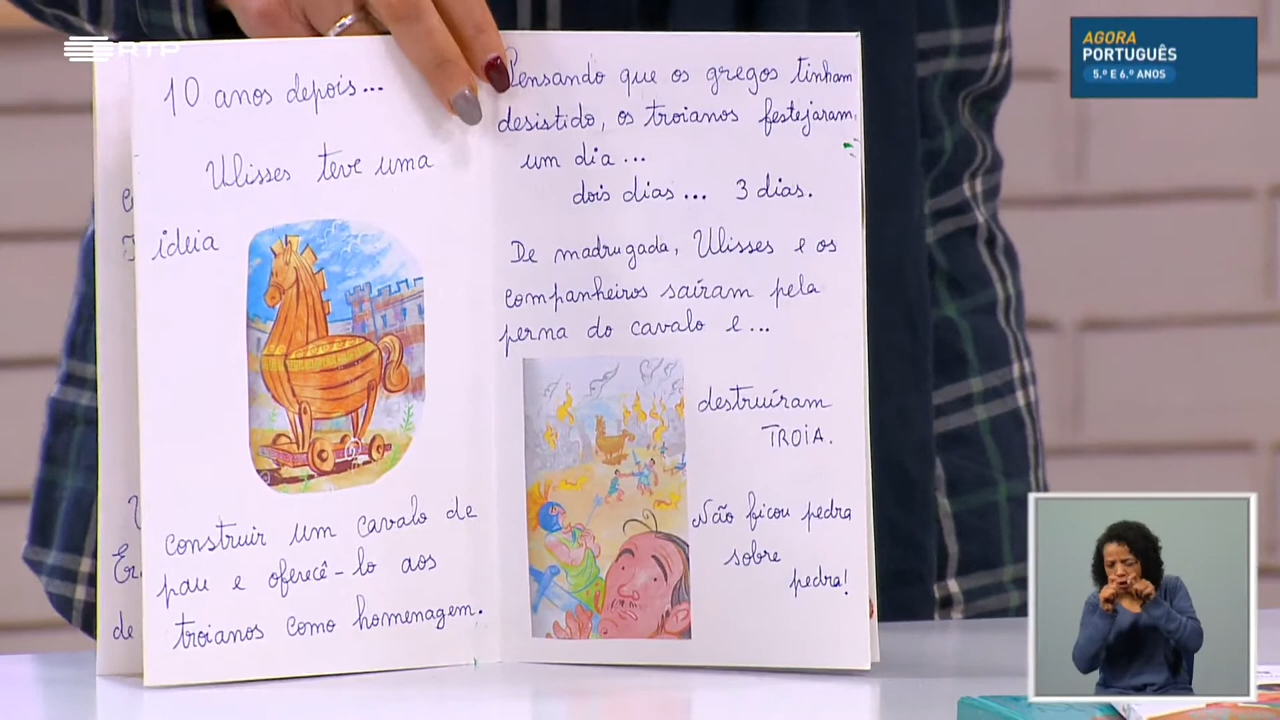 RTP
AGORA
PORTUGUÊS
5.º E 6.º ANOS
10 anos depois...
Ulisses teve uma
ideia
construir um cavalo de
pau e oferecê-lo aos
troianos como homenagem.
Pensando que os gregos tinham
desistido, os troianos festejaram,
um dia...
dois dias... 3 dias.
De madrugada, Ulisses e os
companheiros saíram pela
perna do cavalo e...
destruíram
TROIA.
Não ficou pedra
sobre
pedra!
de